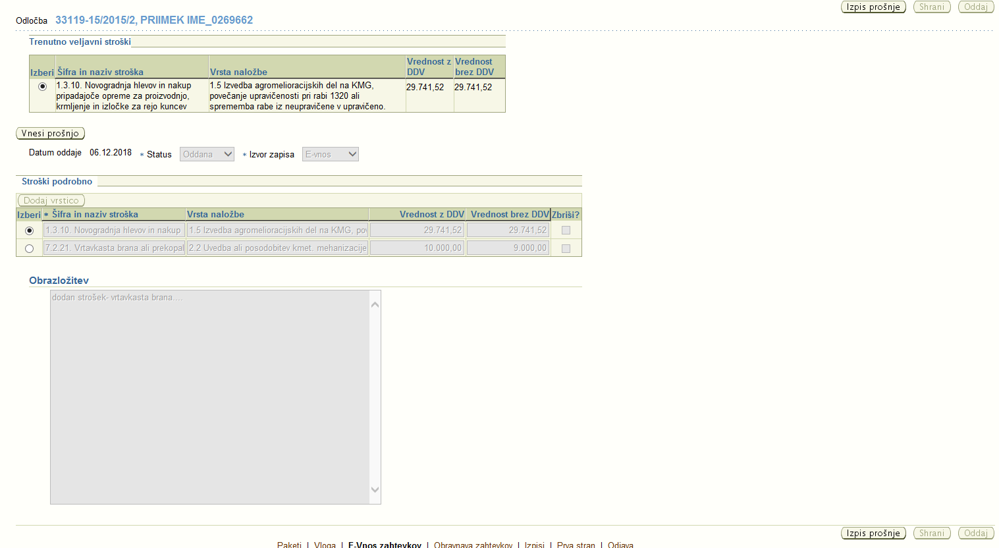 Izpis prošnje Shrani Oddaj
Odločba 33119-15/2015/2, PRIIMEK IME_0269662
Trenutno veljavni stroški
Izberi Šifra in naziv stroška Vrsta naložbe Vrednost z DDV Vrednost brez DDV
1.3.10. Novogradnja hlevov in nakup pripadajoče opreme za proizvodnjo, krmljenje in izločke za rejo kuncev 1.5 Izvedba agromelioracijskih del na KMG, povečanje upravičenosti pri rabi 1320 ali sprememba rabe iz neupravičene v upravičeno. 29.741,52 29.741,52
Vnesi prošnjo
Datum oddaje 06.12.2018 * Status Oddana * Izvor zapisa E-vnos
Stroški podrobno
Dodaj vrstico
Izberi * Šifra in naziv stroška Vrsta naložbe Vrednost z DDV Vrednost brez DDV Zbriši?
1.3.10. Novogradnja hlevov in nakup 1.5 Izvedba agromelioracijskih del na KMG, pov 29.741,52 29.741,52
7.2.21. Vrtavkasta brana ali prekopal 2.2 Uvedba ali posodobitev kmet. mehanizacije 10.000,00 9.000,00
Obrazložitev
dodan strošek- vrtavkasta brana....
Izpis prošnje Shrani Oddaj
Paketi | Vloga | E-Vnos zahtevkov | Obravnava zahtevkov | Izpisi | Prva stran | Odjava